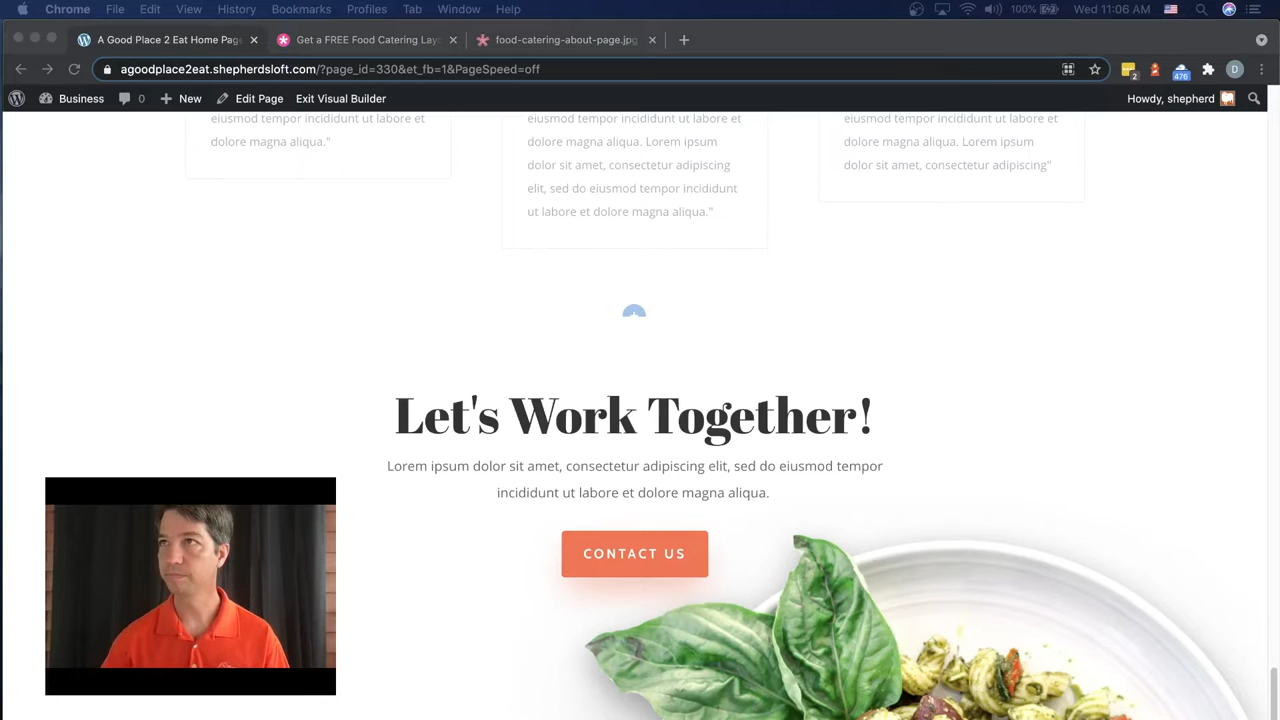 Chrome File Edit View History Bookmarks Profiles Tab Window Help 100% Wed 11:06 AM
A Good Place 2 Eat Home Page Get a FREE Food Catering Lay food-catering-about-page.jpg
agoodplace2eat.shepherdsloft.com/?page_id=330&et_fb=1&PageSpeed=off 2 476 D
Business 0 New Edit Page Exit Visual Builder Howdy, shepherd
eiusmod tempor incididunt ut labore et
dolore magna aliqua."
eiusmod tempor incididunt ut labore et
dolore magna aliqua. Lorem ipsum
dolor sit amet, consectetur adipiscing
elit, sed do eiusmod tempor incididunt
ut labore et dolore magna aliqua."
eiusmod tempor incididunt ut labore et
dolore magna aliqua. Lorem ipsum
dolor sit amet, consectetur adipiscing"
Let's Work Together!
Lorem ipsum dolor sit amet, consectetur adipiscing elit, sed do eiusmod tempor
incididunt ut labore et dolore magna aliqua.
CONTACT US